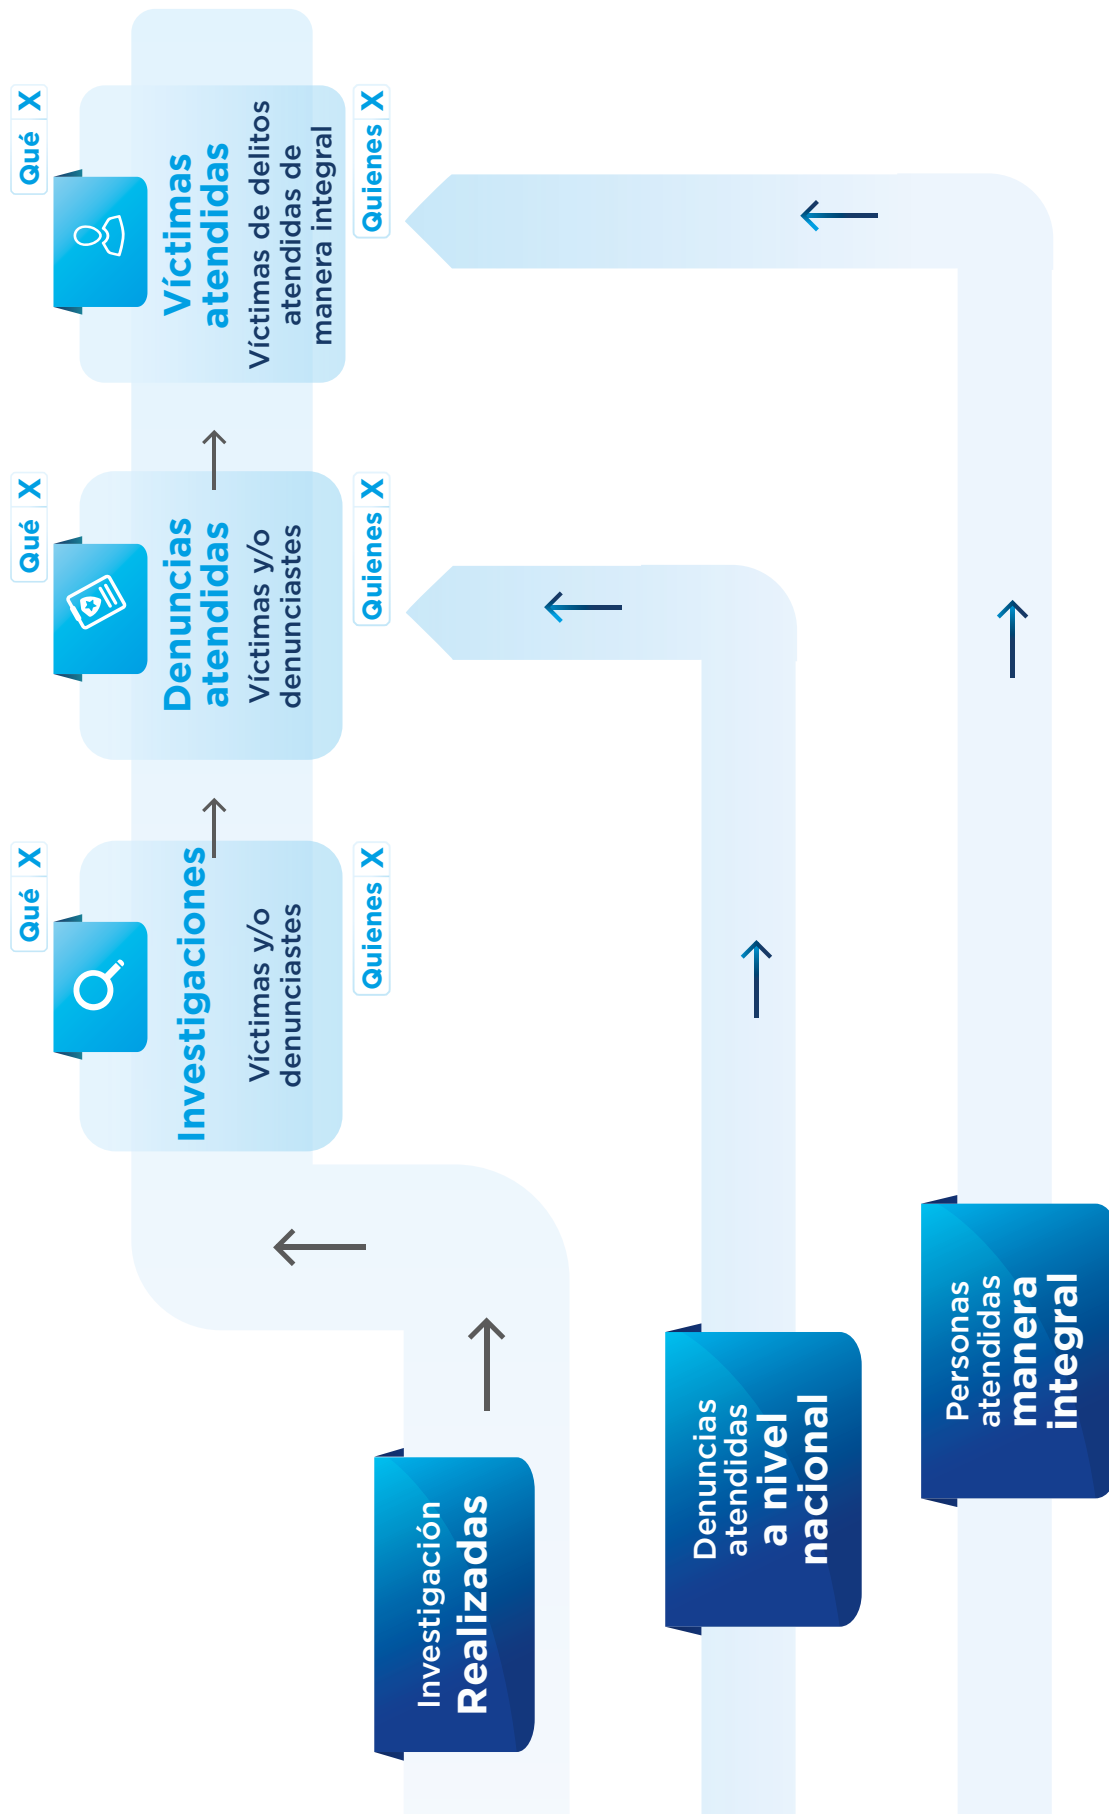 Investigación
Realizadas
Denuncias
atendidas
a nivel
nacional
Personas
atendidas
manera
integral
Qué X
Investigaciones
Víctimas y/o
denunciastes
Quienes X
Qué X
Denuncias
atendidas
Víctimas y/o
denunciastes
Quienes X
Qué X
Víctimas
atendidas
Víctimas de delitos
atendidas de
manera integral
Quienes X